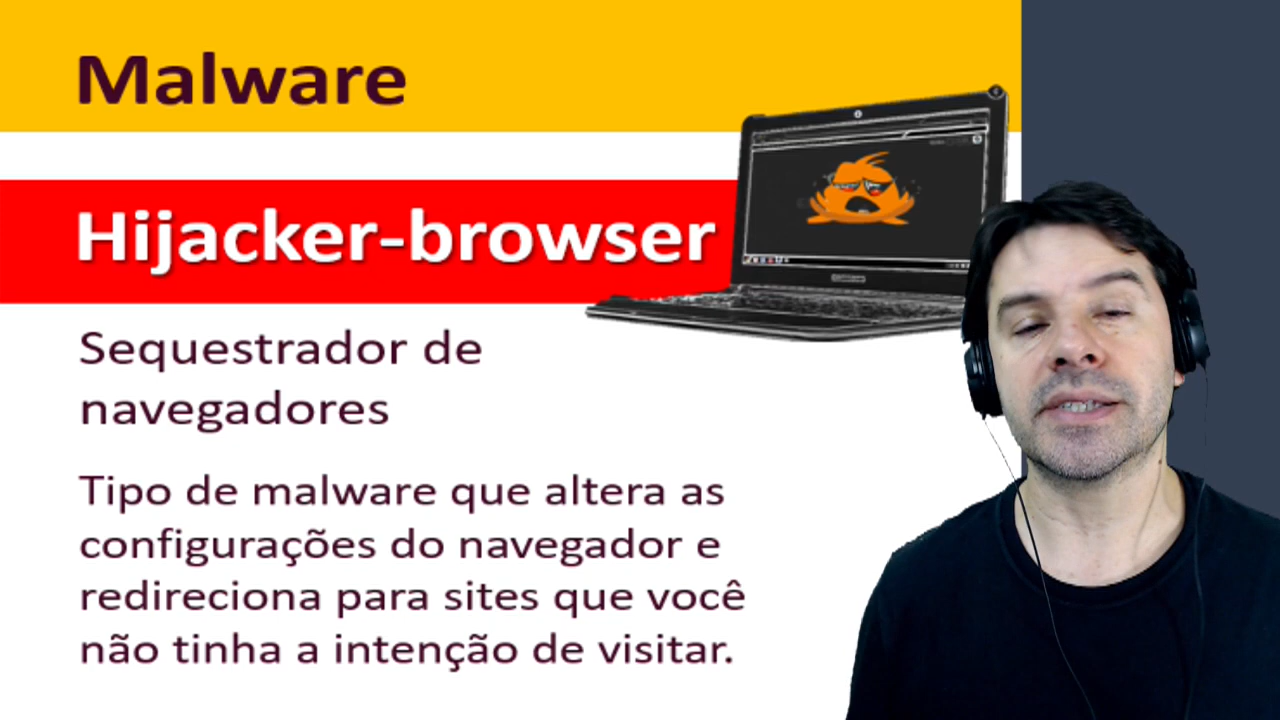 Malware
Hijacker-browser
Sequestrador de
navegadores
Tipo de malware que altera as
configurações do navegador e
redireciona para sites que você
não tinha a intenção de visitar.